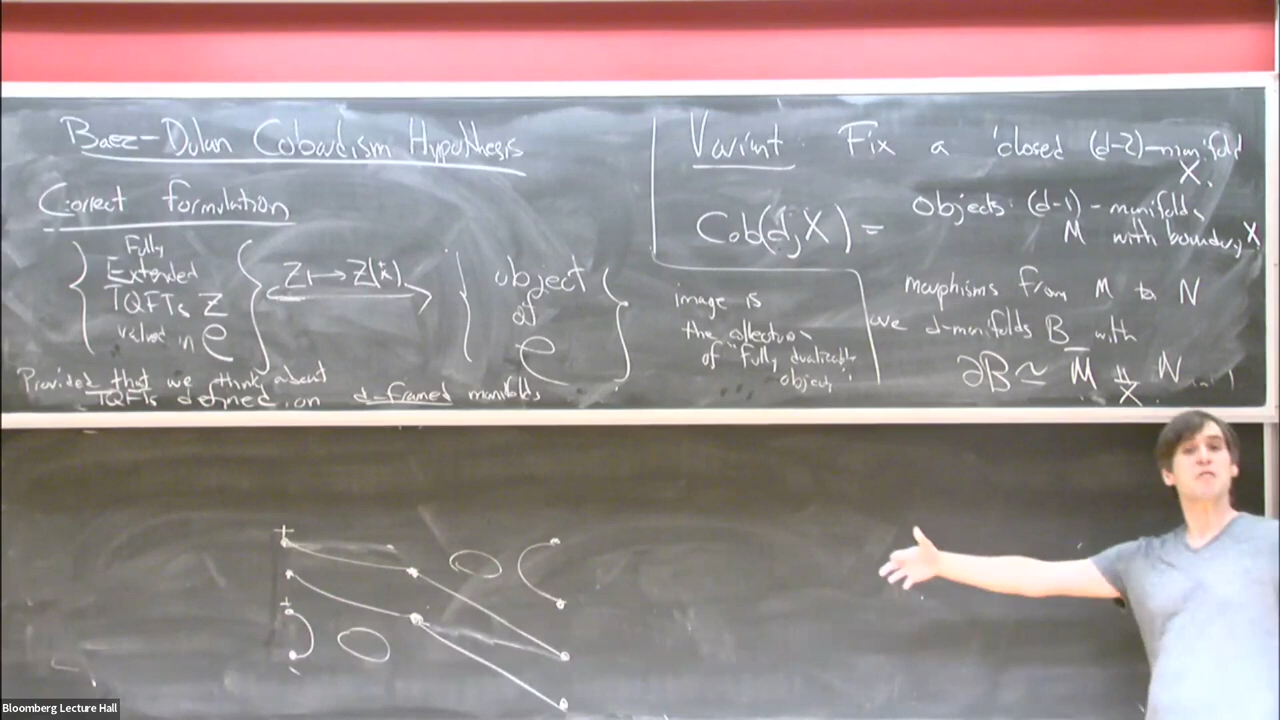 Baez-Dolan Cobordism Hypothesis
Correct formulation
Fully
Extended
TQFTs Z
valued in C
Z ↦ Z(*)
object
of
C
image is
the collection
of "Fully dualizable
objects"
Provided that we think about
TQFTs defined on d-framed manifolds
Variant: Fix a closed (d-2)-manifold
X.
Cob(d,X) =
Objects: (d-1)-manifolds
M with boundary X
morphisms from M to N
are d-manifolds B with
∂B ≃ M ⨿ N
X
+
+
-
Bloomberg Lecture Hall